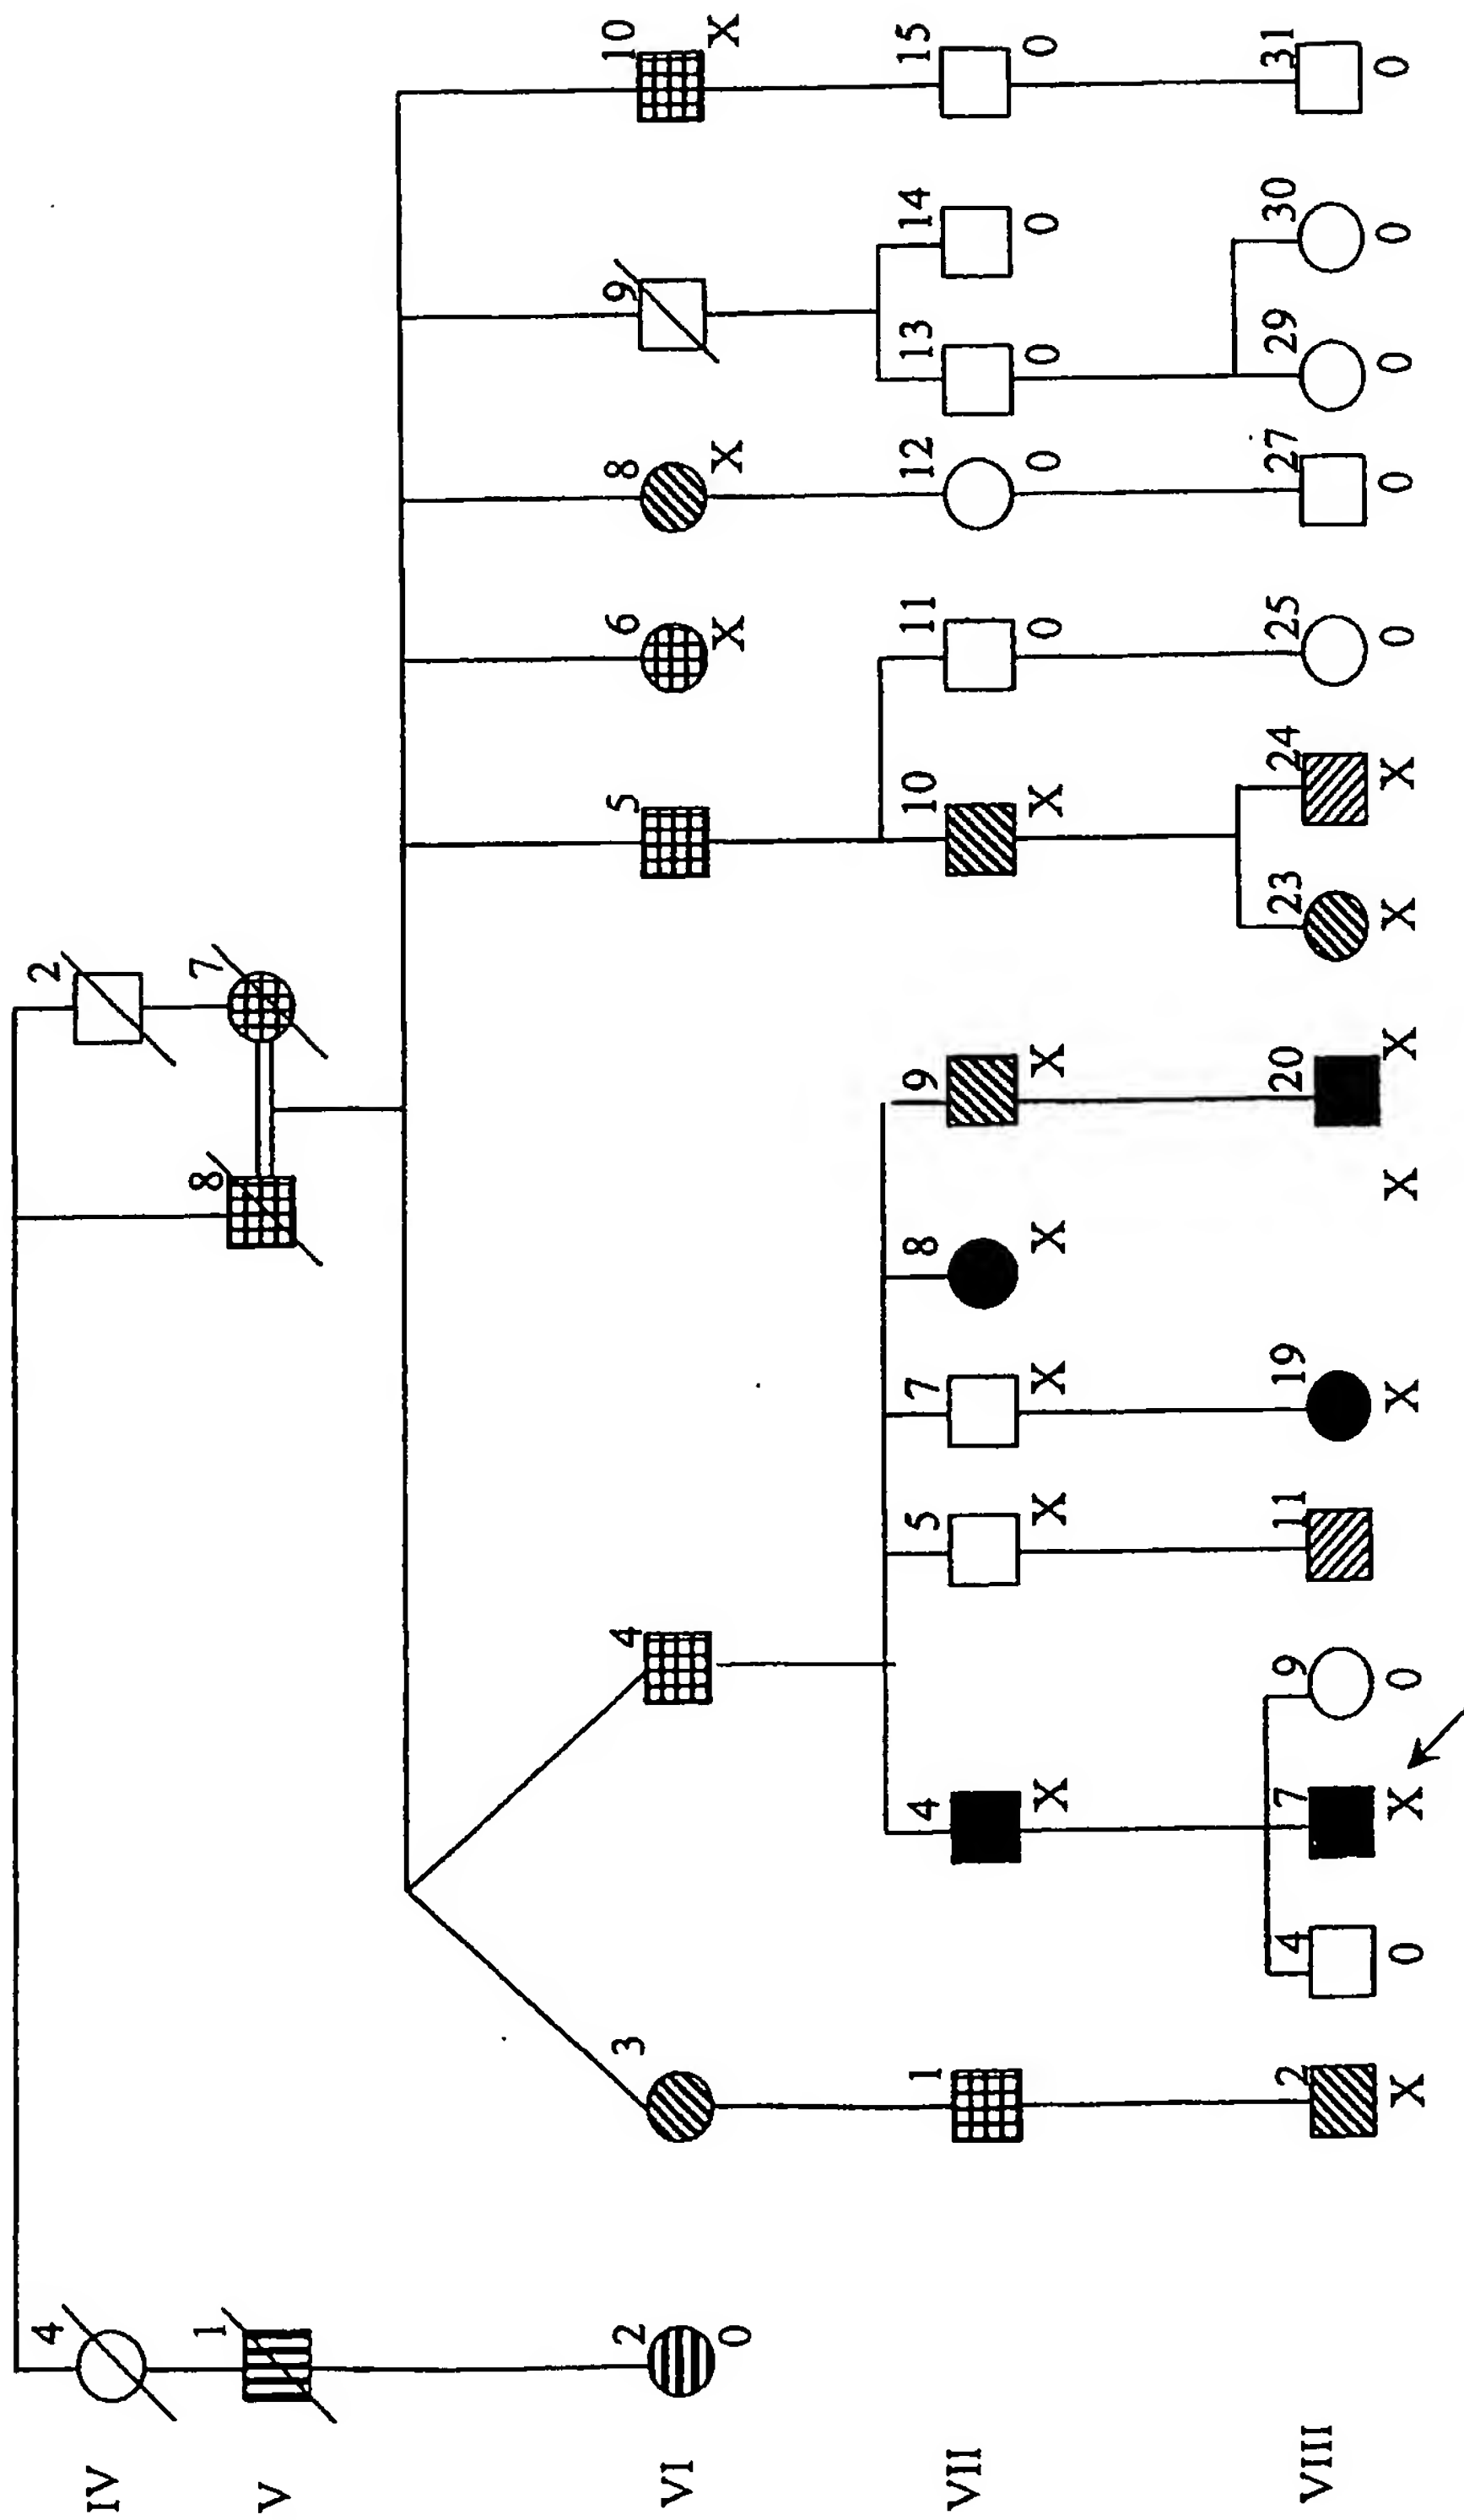 IV 4 2
V 1 8 7
VI 2 3 4 5 6 8 9 10
0 X X X
VII 1 4 5 7 8 9 10 11 12 13 14 15
X X X X X X 0 0 0 0 0
VIII 2 4 7 9 11 19 20 23 24 25 27 29 30 31
X 0 X 0 X X X X X 0 0 0 0 0